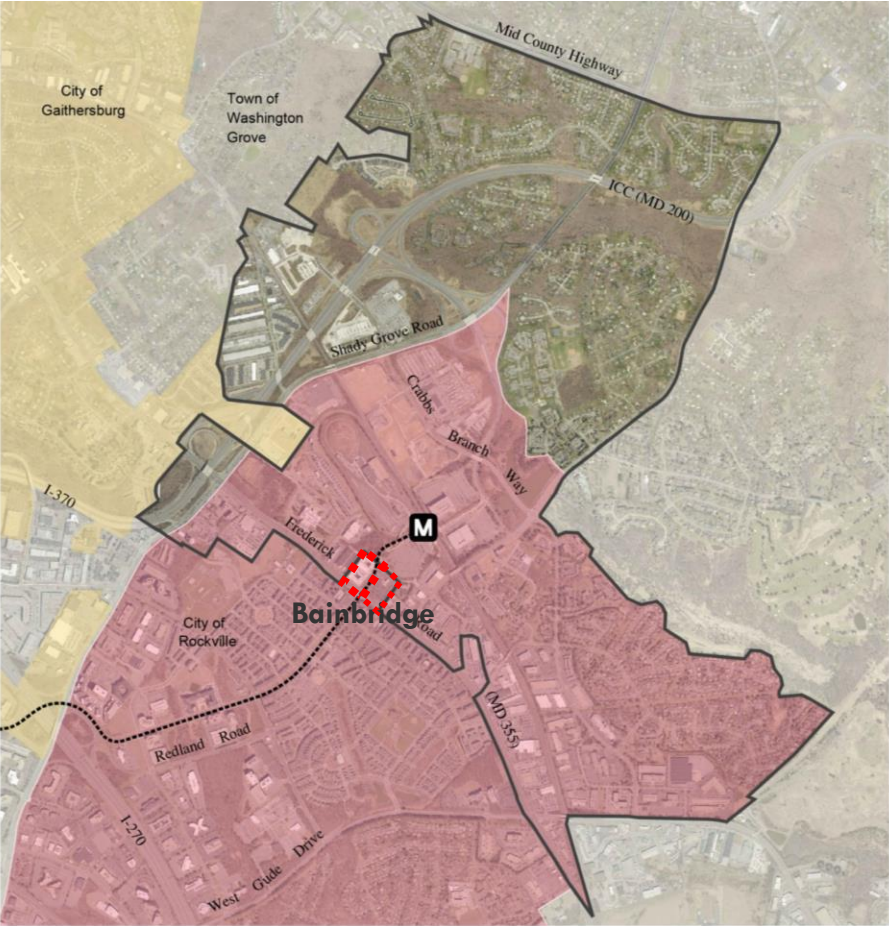 Mid County Highway
City of
Gaithersburg
Town of
Washington
Grove
ICC (MD 200)
Shady Grove Road
Crabbs
Branch
Way
I-370
M
Frederick
Road
Bainbridge
City of
Rockville
(MD 355)
Redland Road
I-270
West Gude Drive